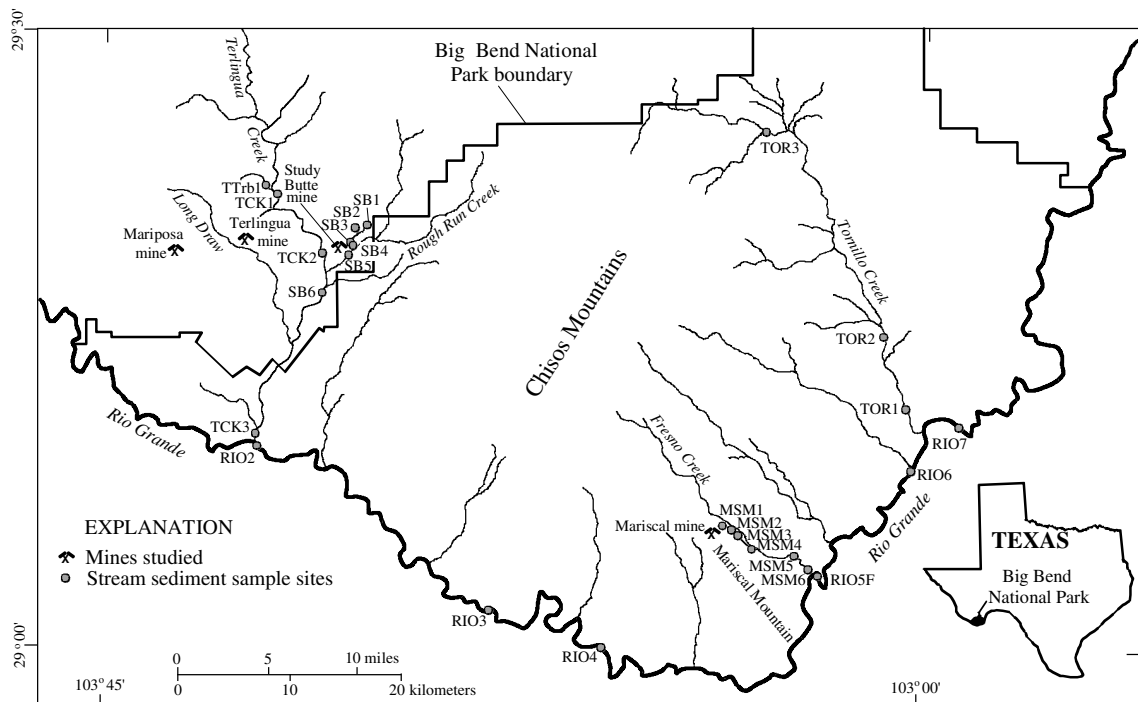 29°30'
Terlingua
Creek
Big Bend National
Park boundary
TOR3
Study
Butte
mine
TTrb1
TCK1
SB1
SB2
SB3
SB4
SB5
Rough Run Creek
Long Draw
Terlingua
mine
Mariposa
mine
TCK2
SB6
Tornillo Creek
Chisos Mountains
TOR2
TOR1
Rio Grande
TCK3
RIO2
RIO7
RIO6
Fresno Creek
MSM1
MSM2
MSM3
MSM4
MSM5
MSM6
Mariscal mine
Mariscal Mountain
RIO5F
Rio Grande
EXPLANATION
Mines studied
Stream sediment sample sites
TEXAS
Big Bend
National Park
RIO3
RIO4
29°00'
0 5 10 miles
0 10 20 kilometers
103°45'
103°00'